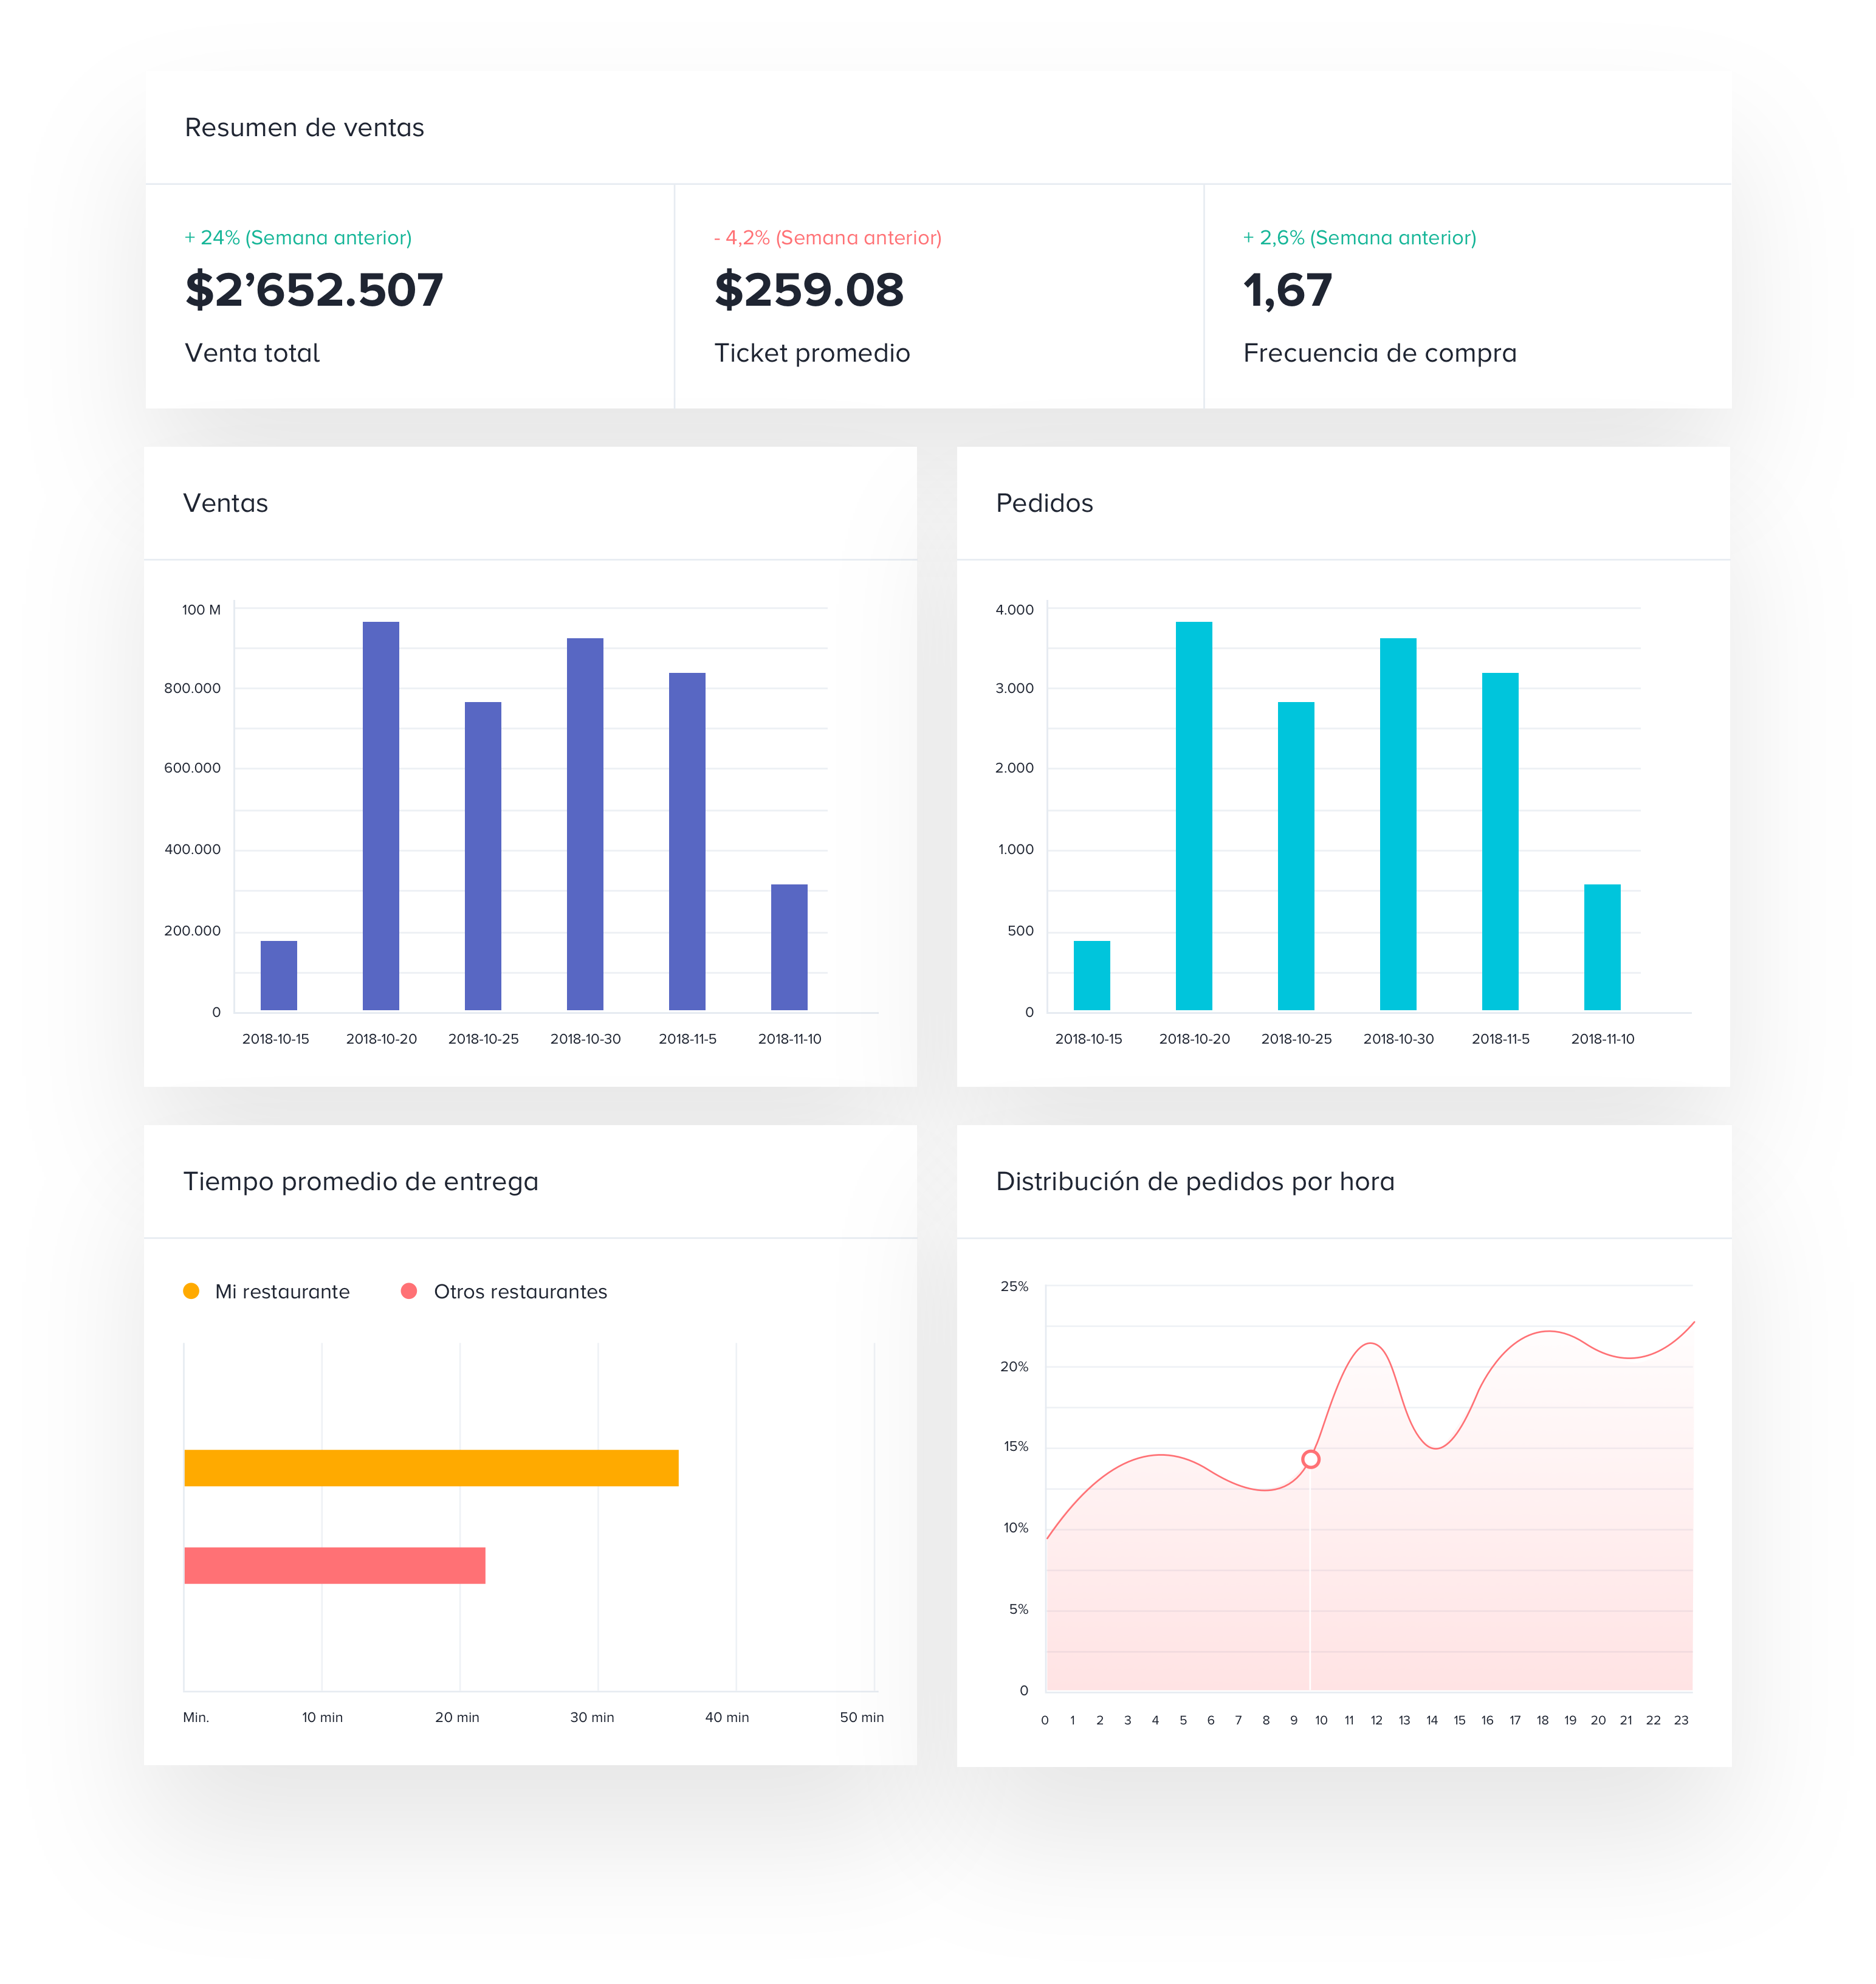 Resumen de ventas
+ 24% (Semana anterior)
$2’652.507
Venta total
- 4,2% (Semana anterior)
$259.08
Ticket promedio
+ 2,6% (Semana anterior)
1,67
Frecuencia de compra
Ventas
100 M
800.000
600.000
400.000
200.000
0
2018-10-15 2018-10-20 2018-10-25 2018-10-30 2018-11-5 2018-11-10
Pedidos
4.000
3.000
2.000
1.000
500
0
2018-10-15 2018-10-20 2018-10-25 2018-10-30 2018-11-5 2018-11-10
Tiempo promedio de entrega
Mi restaurante Otros restaurantes
Min. 10 min 20 min 30 min 40 min 50 min
Distribución de pedidos por hora
25%
20%
15%
10%
5%
0
0 1 2 3 4 5 6 7 8 9 10 11 12 13 14 15 16 17 18 19 20 21 22 23